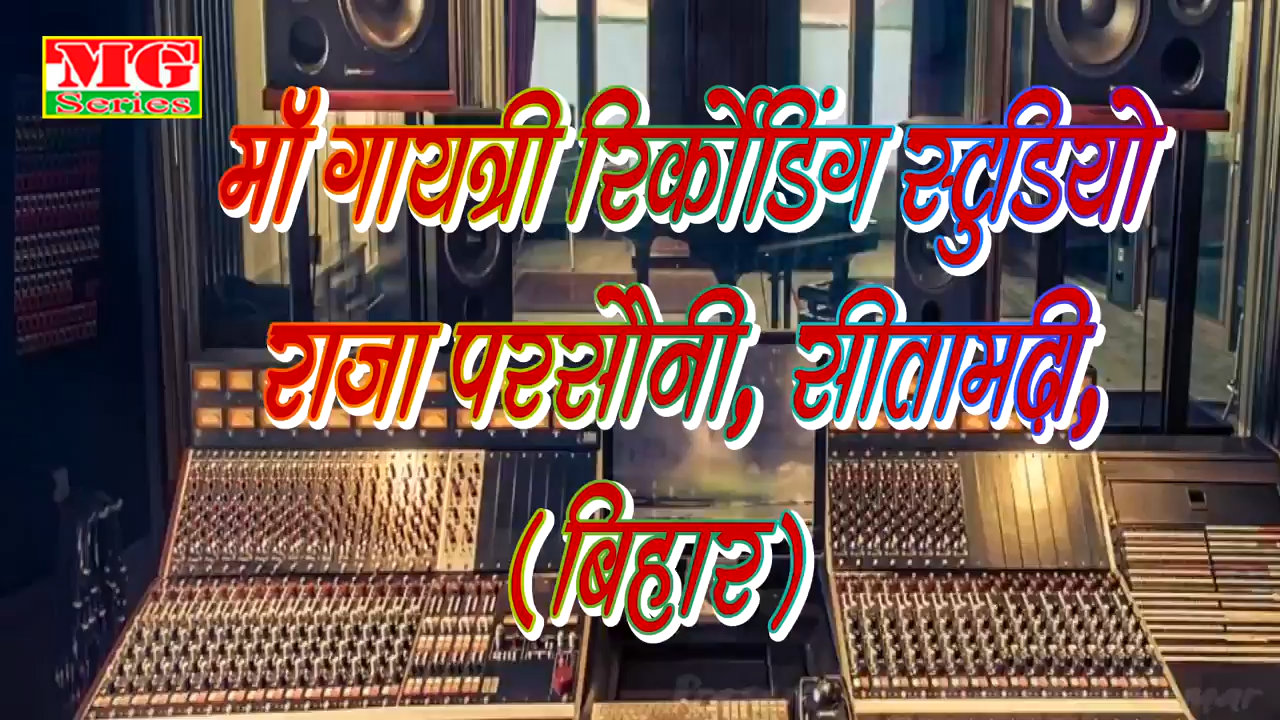 MG
Series
माँ गायत्री रिर्कोडिंग स्टुडियो
राजा परसौनी, सीतामढ़ी,
(बिहार)